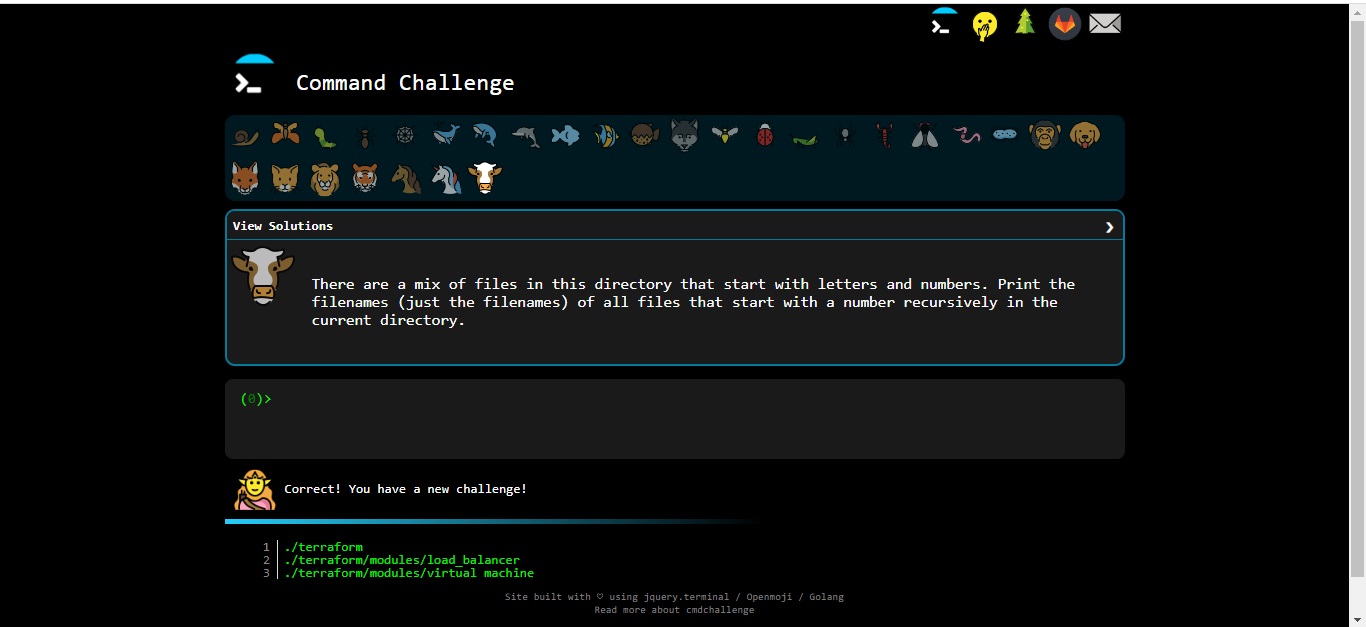 Command Challenge
View Solutions
There are a mix of files in this directory that start with letters and numbers. Print the
filenames (just the filenames) of all files that start with a number recursively in the
current directory.
(0)>
Correct! You have a new challenge!
1 ./terraform
2 ./terraform/modules/load_balancer
3 ./terraform/modules/virtual machine
Site built with ♡ using jquery.terminal / Openmoji / Golang
Read more about cmdchallenge